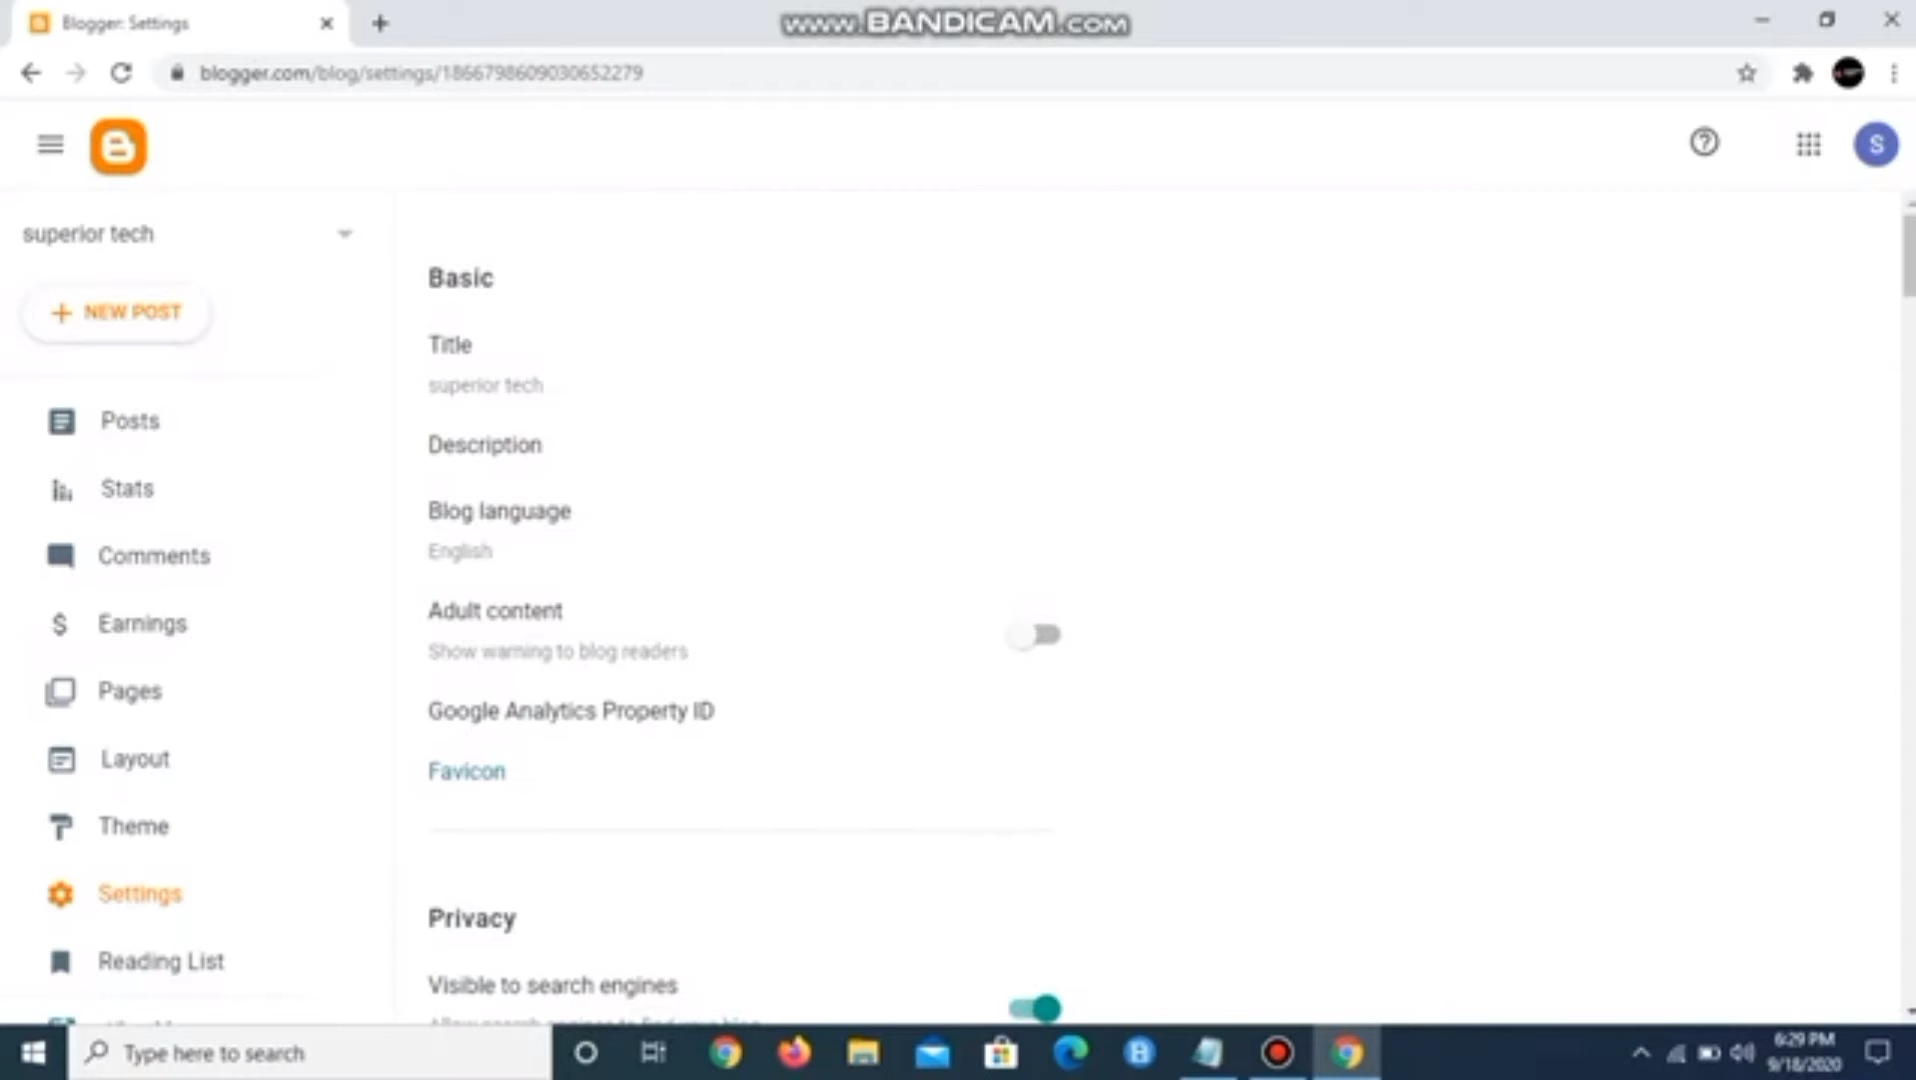 Blogger: Settings
www.BANDICAM.com
blogger.com/blog/settings/1866798609030652279
S
superior tech
NEW POST
Posts
Stats
Comments
Earnings
Pages
Layout
Theme
Settings
Reading List
Basic
Title
superior tech
Description
Blog language
English
Adult content
Show warning to blog readers
Google Analytics Property ID
Favicon
Privacy
Visible to search engines
Type here to search
6:29 PM
9/18/2020